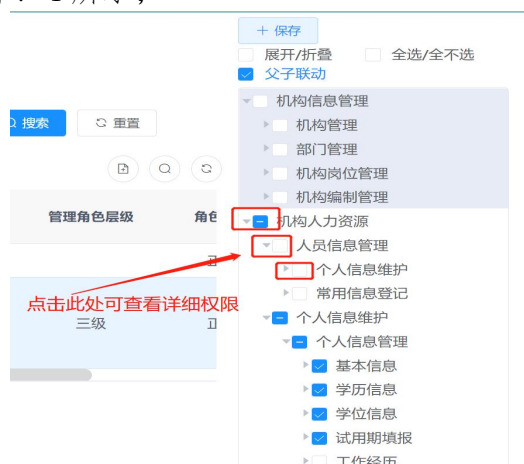 + 保存
展开/折叠 全选/全不选
父子联动
机构信息管理
搜索 重置
机构管理
部门管理
机构岗位管理
机构编制管理
管理角色层级
机构人力资源
人员信息管理
个人信息维护
点击此处可查看详细权限
常用信息登记
三级
个人信息维护
个人信息管理
基本信息
学历信息
学位信息
试用期填报
工作经历